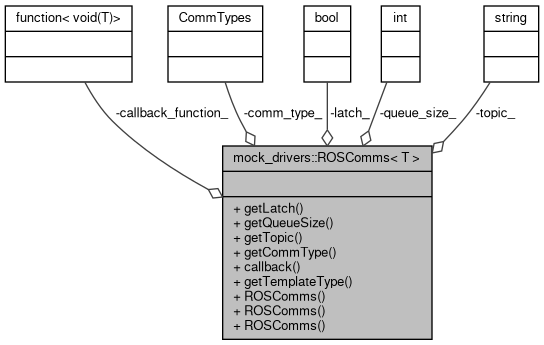 function< void(T)>
CommTypes
bool
int
string
-callback_function_
-comm_type_
-latch_
-queue_size_
-topic_
mock_drivers::ROSComms< T >
+ getLatch()
+ getQueueSize()
+ getTopic()
+ getCommType()
+ callback()
+ getTemplateType()
+ ROSComms()
+ ROSComms()
+ ROSComms()